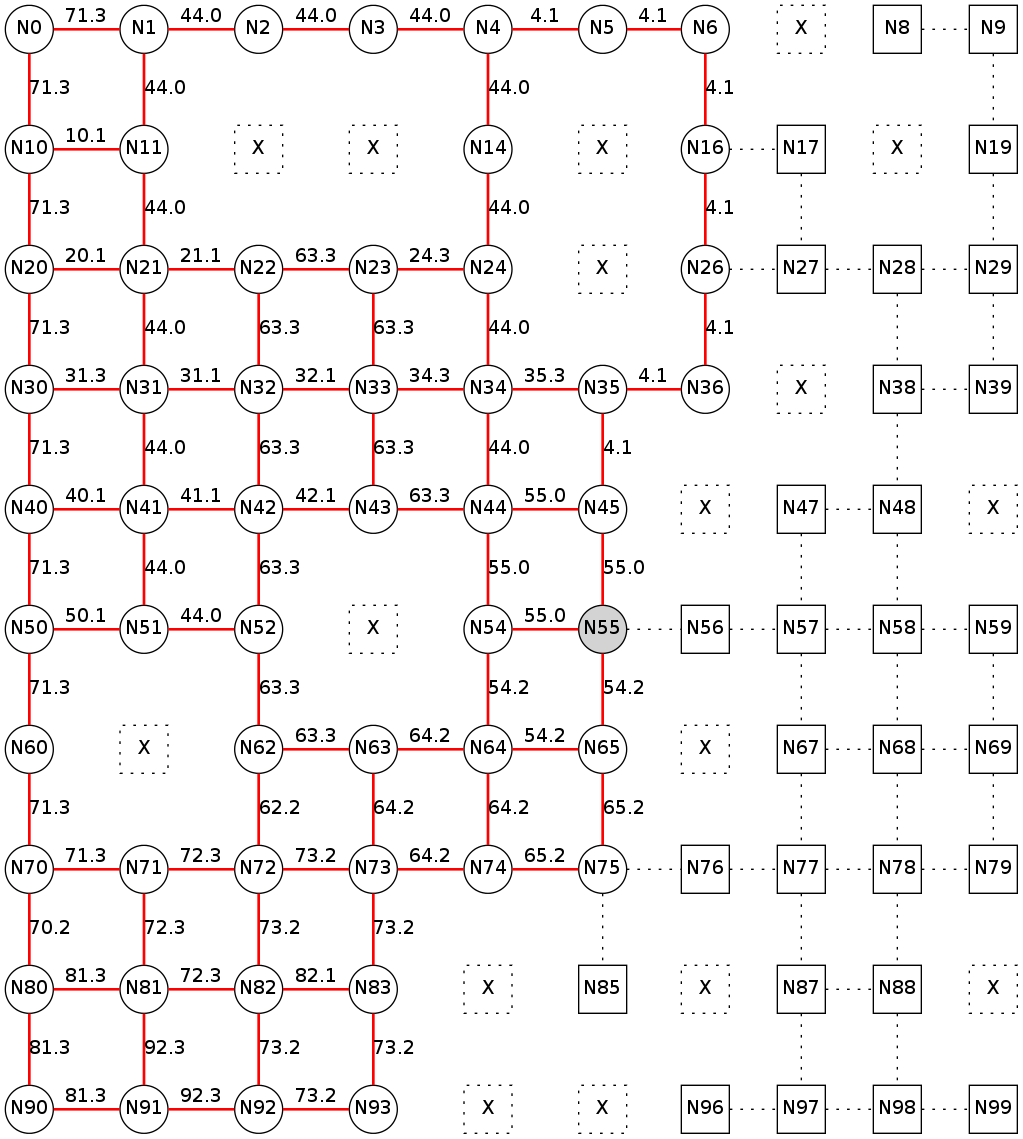 71.3 44.0 44.0 44.0 4.1 4.1
N0 N1 N2 N3 N4 N5 N6 X N8 N9
71.3 44.0 44.0 4.1
10.1
N10 N11 X X N14 X N16 N17 X N19
71.3 44.0 44.0 4.1
20.1 21.1 63.3 24.3
N20 N21 N22 N23 N24 X N26 N27 N28 N29
71.3 44.0 63.3 63.3 44.0 4.1
31.3 31.1 32.1 34.3 35.3 4.1
N30 N31 N32 N33 N34 N35 N36 X N38 N39
71.3 44.0 63.3 63.3 44.0 4.1
40.1 41.1 42.1 63.3 55.0
N40 N41 N42 N43 N44 N45 X N47 N48 X
71.3 44.0 63.3 55.0 55.0
50.1 44.0 55.0
N50 N51 N52 X N54 N55 N56 N57 N58 N59
71.3 63.3 54.2 54.2
63.3 64.2 54.2
N60 X N62 N63 N64 N65 X N67 N68 N69
71.3 62.2 64.2 64.2 65.2
71.3 72.3 73.2 64.2 65.2
N70 N71 N72 N73 N74 N75 N76 N77 N78 N79
70.2 72.3 73.2 73.2
81.3 72.3 82.1
N80 N81 N82 N83 X N85 X N87 N88 X
81.3 92.3 73.2 73.2
81.3 92.3 73.2
N90 N91 N92 N93 X X N96 N97 N98 N99